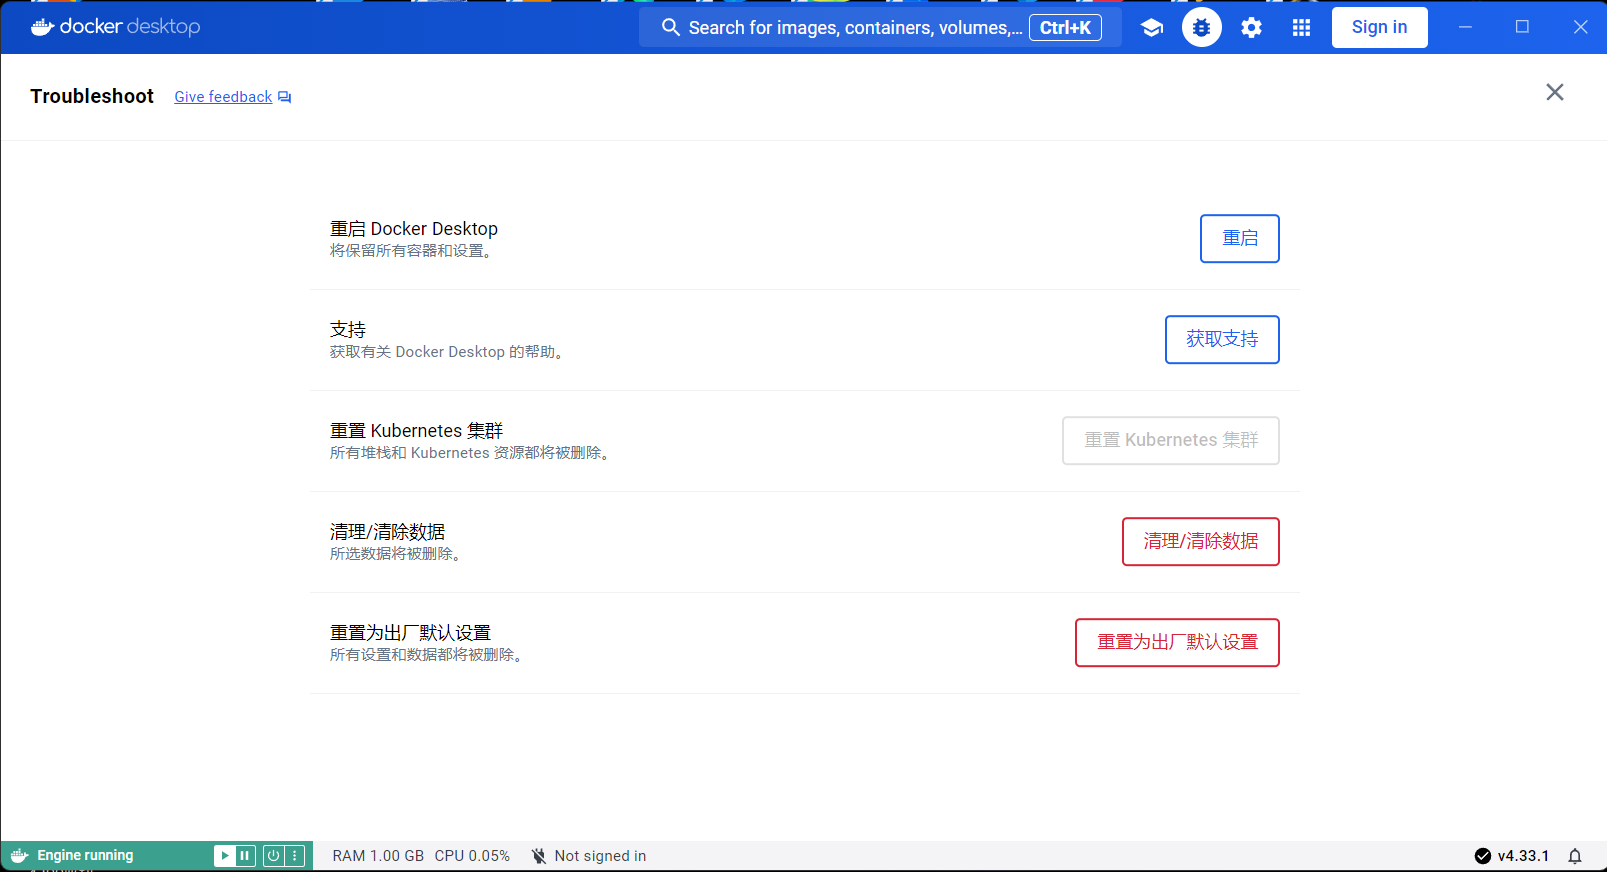 docker desktop
Search for images, containers, volumes,... Ctrl+K
Sign in
Troubleshoot Give feedback
重启 Docker Desktop
将保留所有容器和设置。
重启
支持
获取有关 Docker Desktop 的帮助。
获取支持
重置 Kubernetes 集群
所有堆栈和 Kubernetes 资源都将被删除。
重置 Kubernetes 集群
清理/清除数据
所选数据将被删除。
清理/清除数据
重置为出厂默认设置
所有设置和数据都将被删除。
重置为出厂默认设置
Engine running
RAM 1.00 GB CPU 0.05% Not signed in
v4.33.1